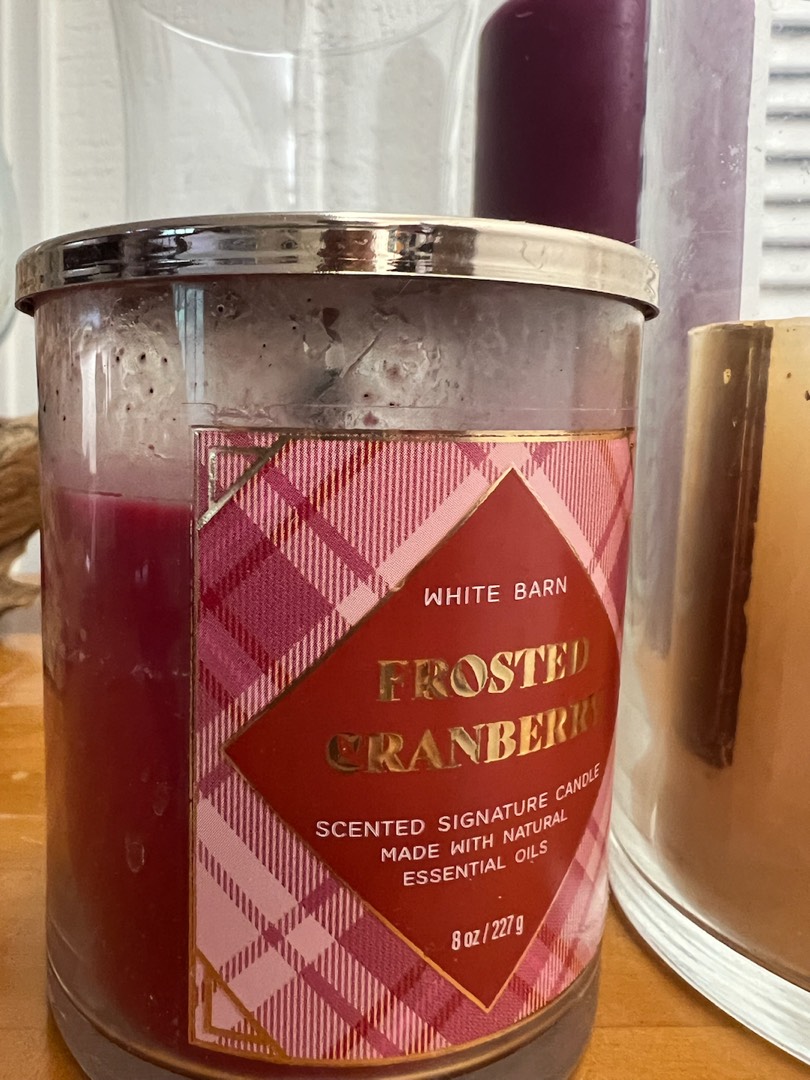 WHITE BARN
FROSTED
CRANBERRY
SCENTED SIGNATURE CANDLE
MADE WITH NATURAL
ESSENTIAL OILS
8 oz / 227 g